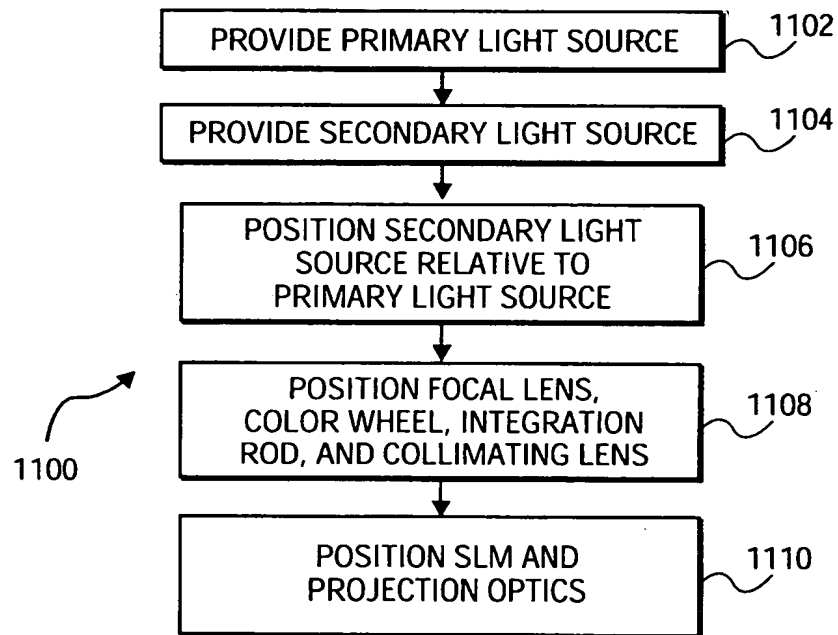 PROVIDE PRIMARY LIGHT SOURCE
1102
PROVIDE SECONDARY LIGHT SOURCE
1104
POSITION SECONDARY LIGHT
SOURCE RELATIVE TO
PRIMARY LIGHT SOURCE
1106
POSITION FOCAL LENS,
COLOR WHEEL, INTEGRATION
ROD, AND COLLIMATING LENS
1108
1100
POSITION SLM AND
PROJECTION OPTICS
1110